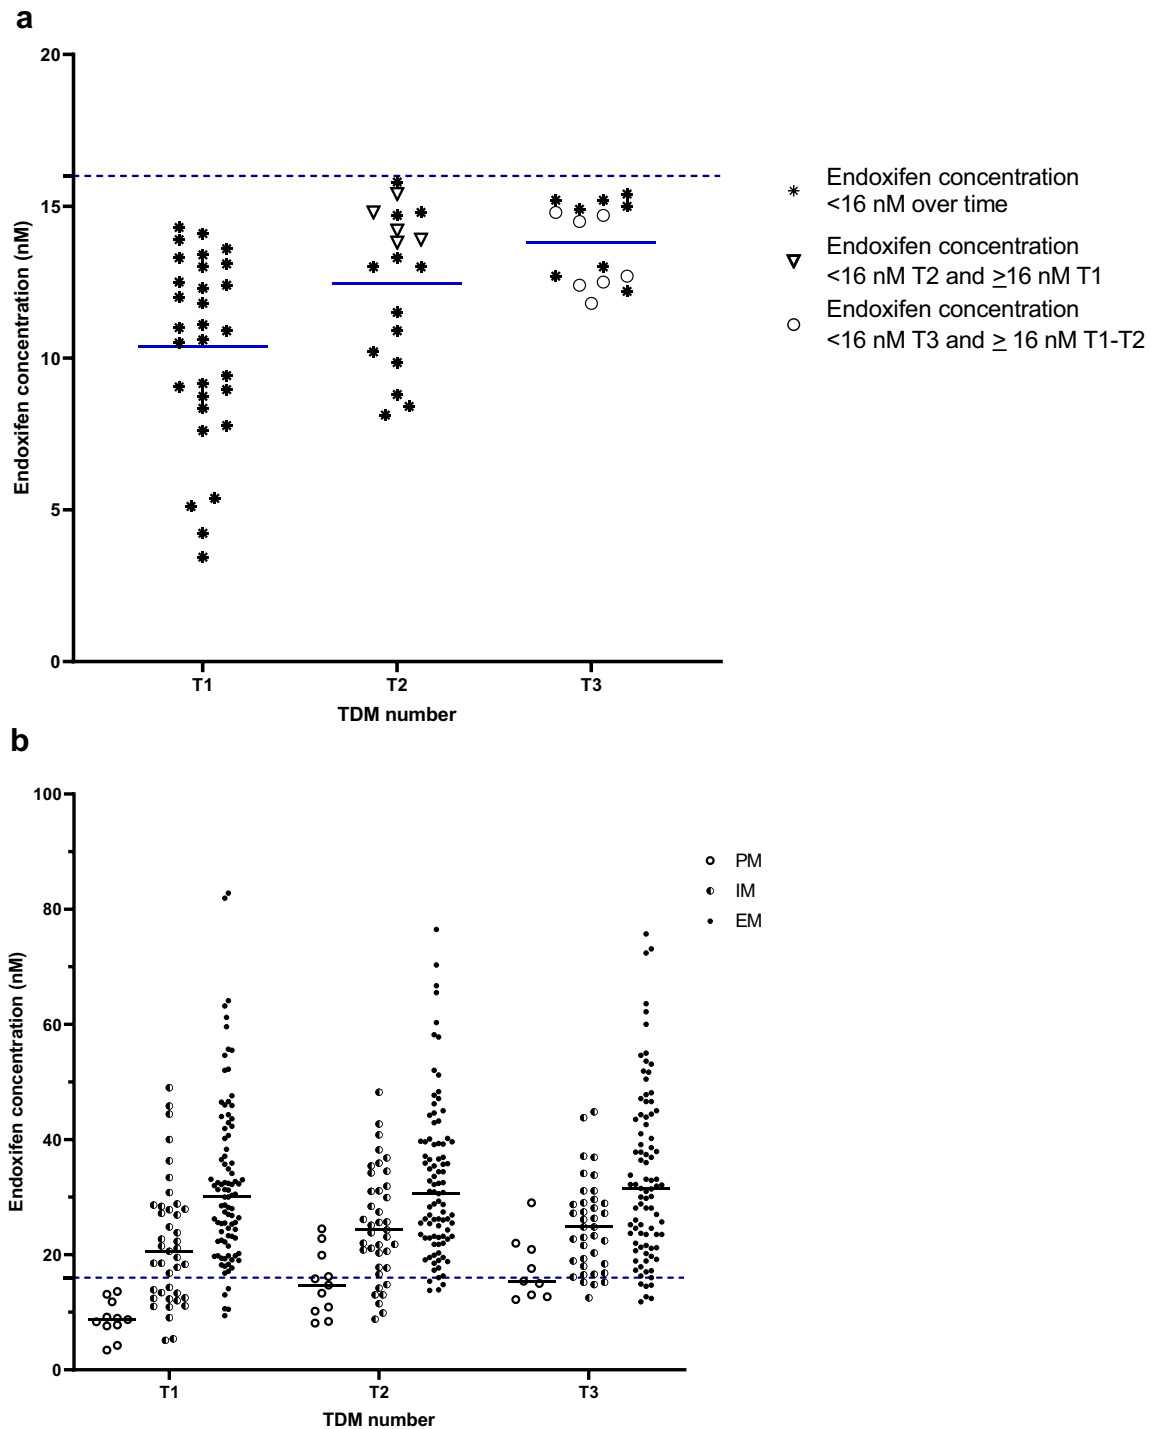 a
20
15
10
5
0
Endoxifen concentration (nM)
T1 T2 T3
TDM number
Endoxifen concentration
<16 nM over time
Endoxifen concentration
<16 nM T2 and ≥16 nM T1
Endoxifen concentration
<16 nM T3 and ≥ 16 nM T1-T2
b
100
80
60
40
20
0
Endoxifen concentration (nM)
T1 T2 T3
TDM number
PM
IM
EM